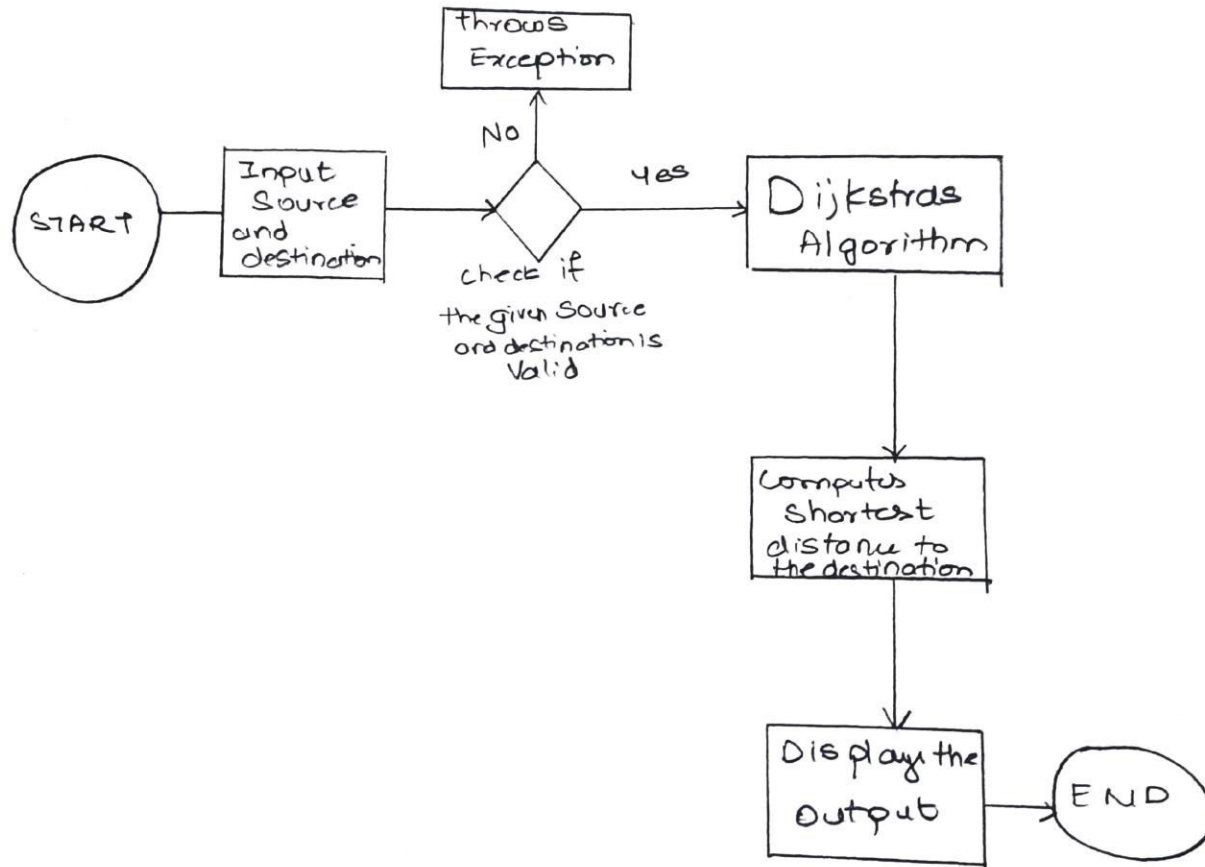 throws
Exception
No
yes
START
Input
Source
and
destination
check if
the given Source
and destination is
Valid
Dijkstras
Algorithm
Computes
Shortest
distance to
the destination
Displays the
Output
END